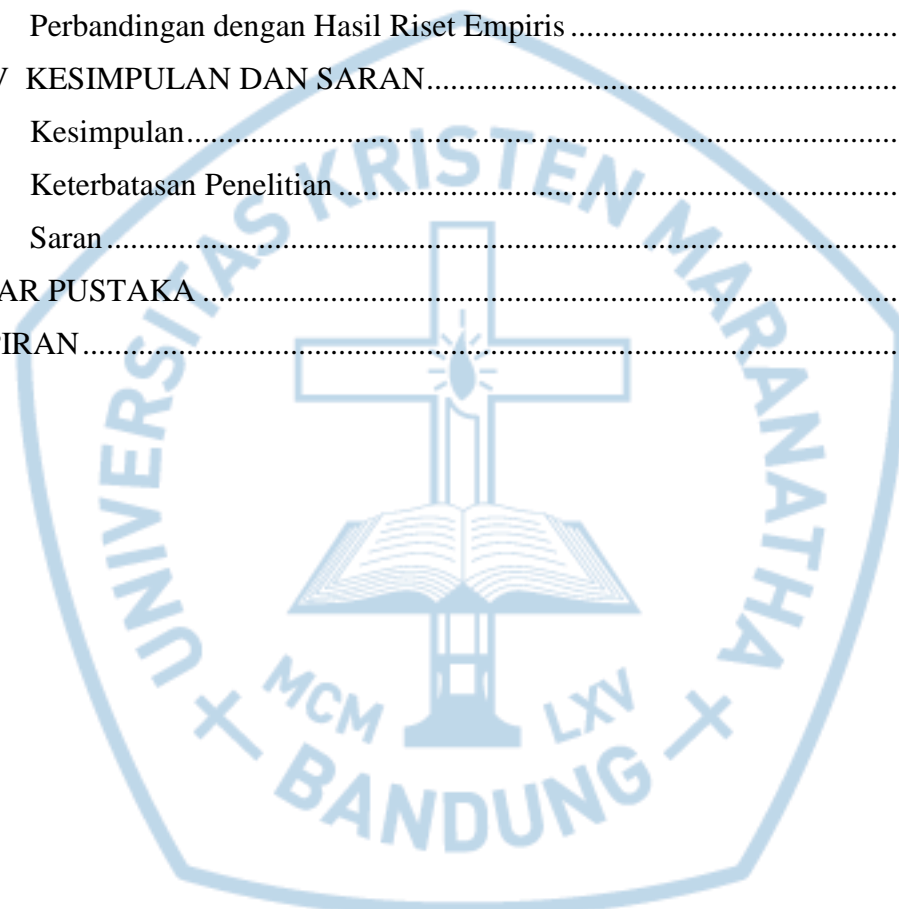 Perbandingan dengan Hasil Riset Empiris ....................................
V KESIMPULAN DAN SARAN.....................................................
Kesimpulan.................................................................................
Keterbatasan Penelitian ..............................................................
Saran ..........................................................................................
AR PUSTAKA ...............................................................................
PIRAN ...........................................................................................
UNIVERSITAS KRISTEN MARANATHA
MCM LXV
BANDUNG